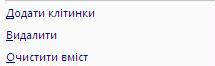 Додати клітинки
Видалити
Очистити вміст